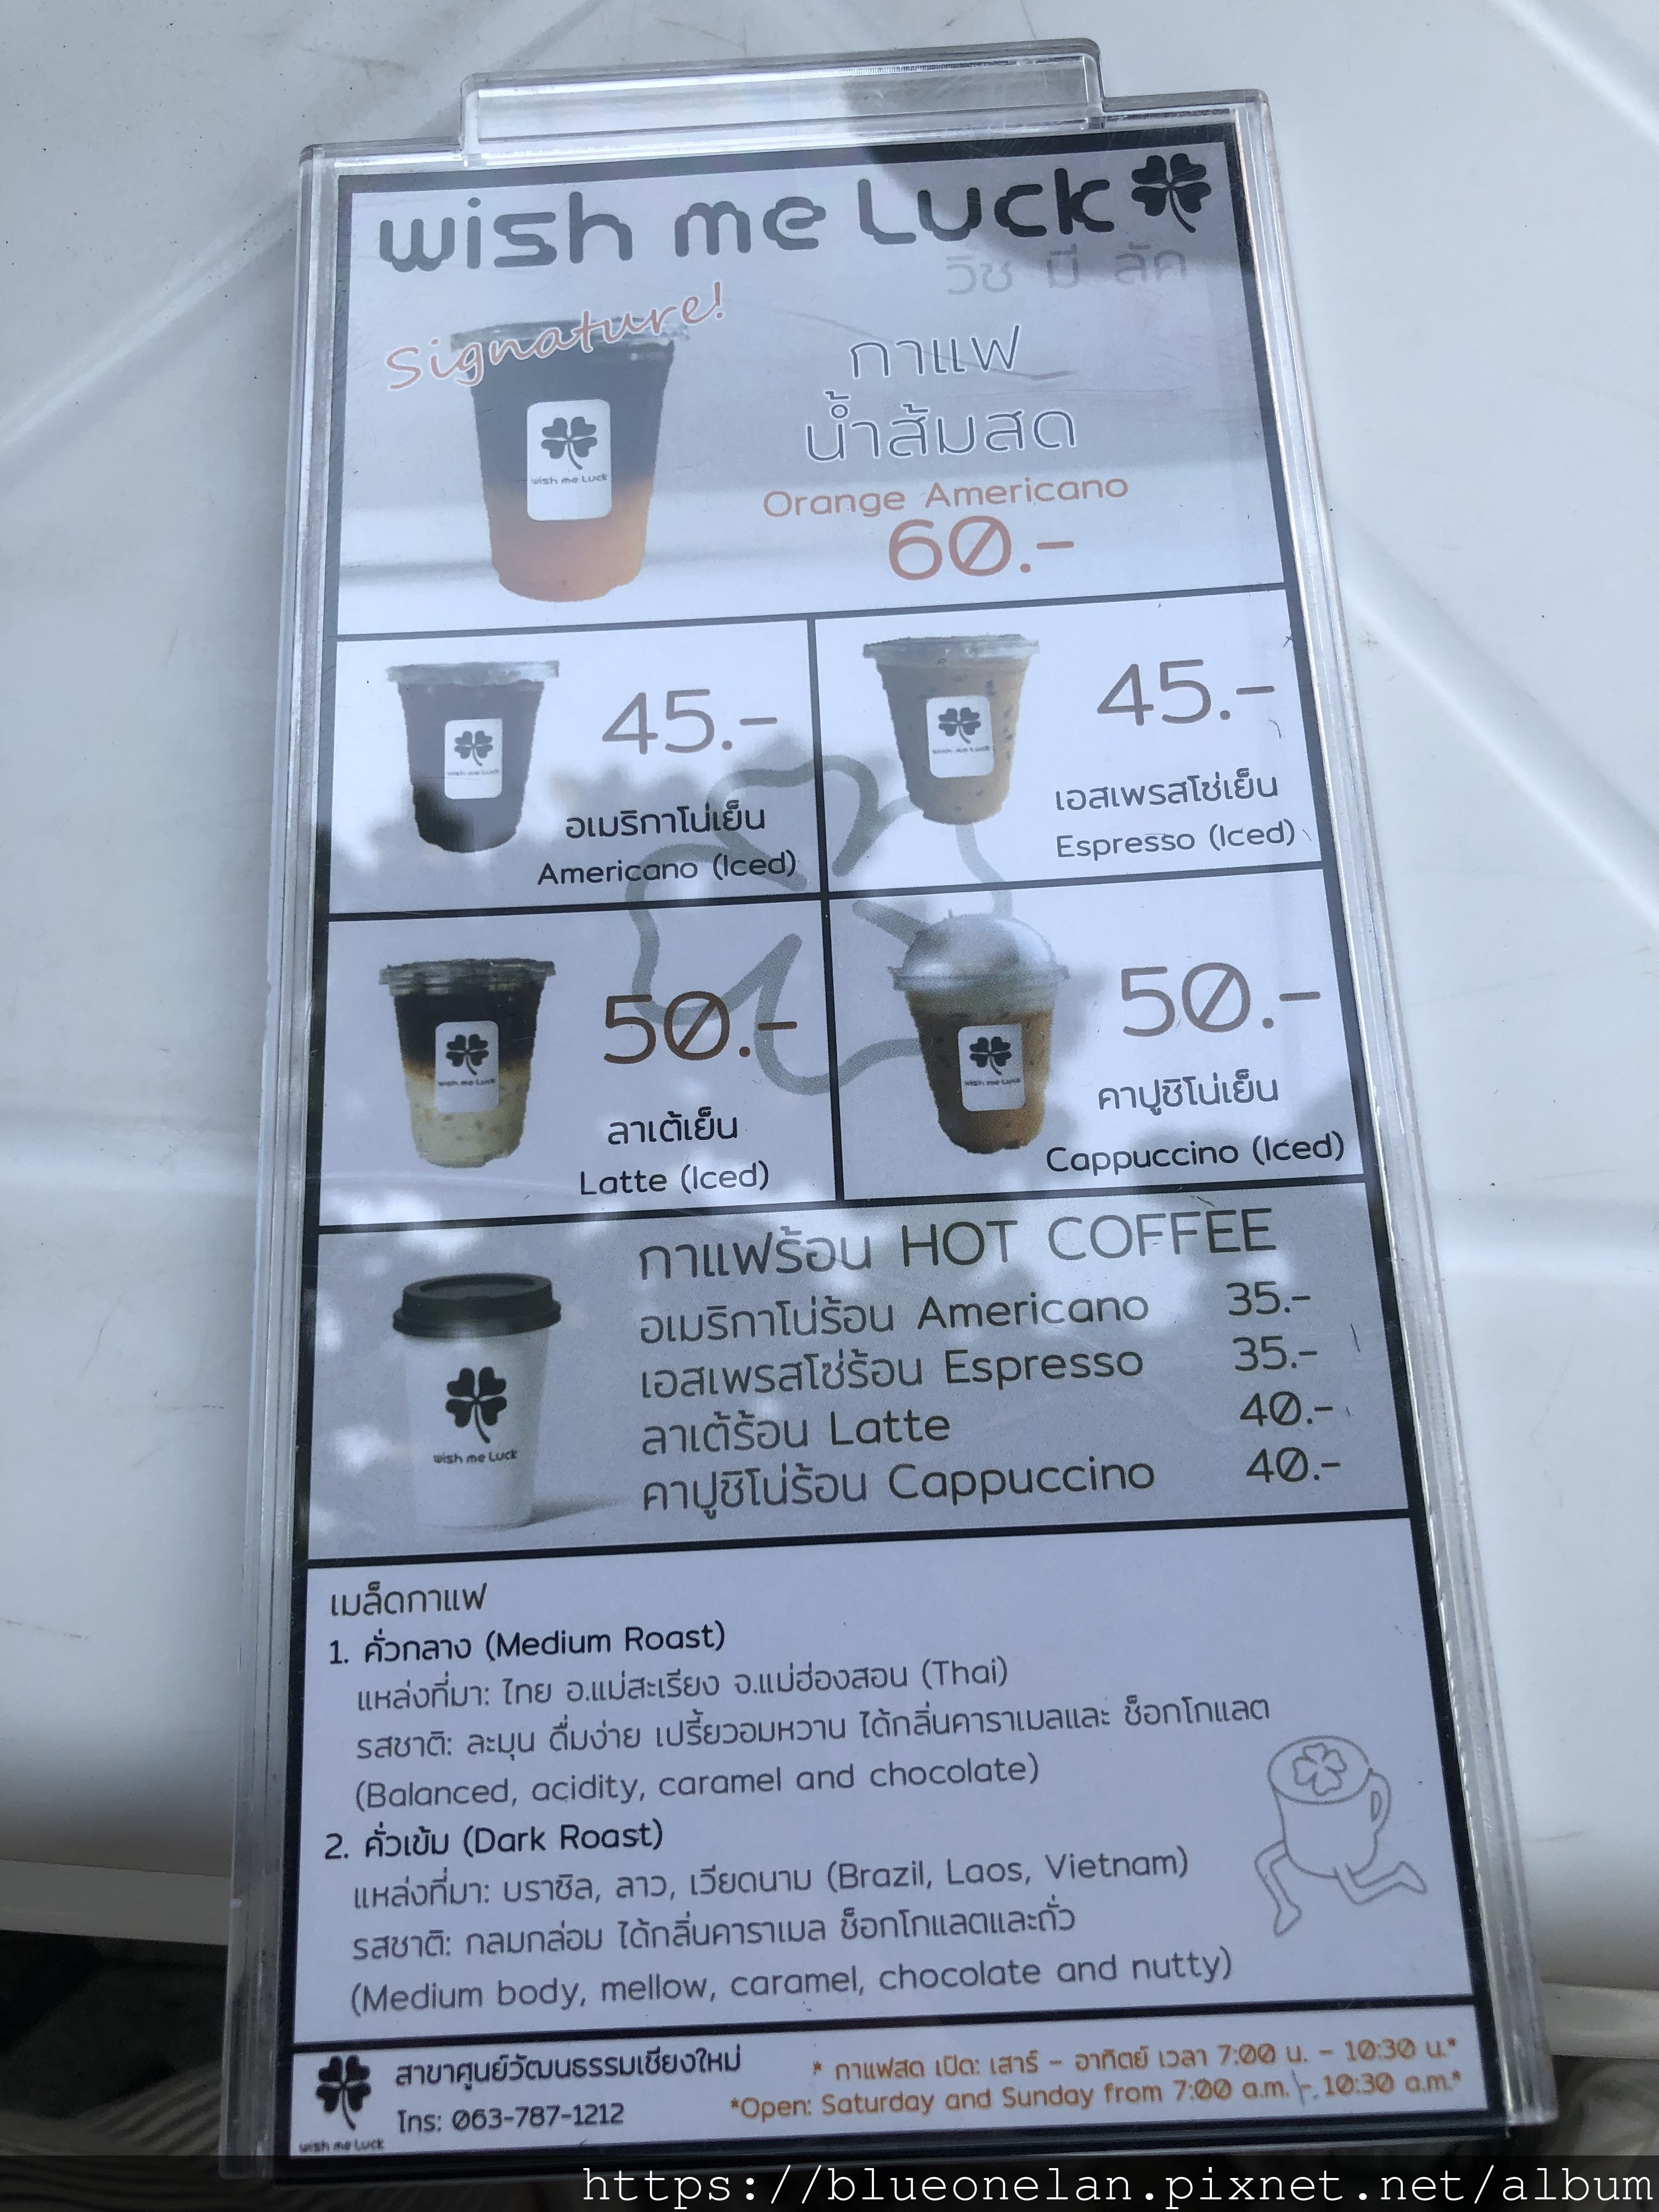 wish me Luck
วิช มี ลัค
Signature!
กาแฟ
น้ำส้มสด
Orange Americano
60.-
wish me Luck
45.-
อเมริกาโน่เย็น
Americano (Iced)
wish me Luck
45.-
เอสเพรสโซ่เย็น
Espresso (Iced)
wish me Luck
50.-
ลาเต้เย็น
Latte (Iced)
wish me Luck
50.-
คาปูชิโน่เย็น
Cappuccino (Iced)
wish me Luck
กาแฟร้อน HOT COFFEE
อเมริกาโน่ร้อน Americano 35.-
เอสเพรสโซ่ร้อน Espresso 35.-
ลาเต้ร้อน Latte 40.-
คาปูชิโน่ร้อน Cappuccino 40.-
wish me Luck
เมล็ดกาแฟ
1. คั่วกลาง (Medium Roast)
แหล่งที่มา: ไทย อ.แม่สะเรียง จ.แม่ฮ่องสอน (Thai)
รสชาติ: ละมุน ดื่มง่าย เปรี้ยวอมหวาน ได้กลิ่นคาราเมลและ ช็อกโกแลต
(Balanced, acidity, caramel and chocolate)
2. คั่วเข้ม (Dark Roast)
แหล่งที่มา: บราซิล, ลาว, เวียดนาม (Brazil, Laos, Vietnam)
รสชาติ: กลมกล่อม ได้กลิ่นคาราเมล ช็อกโกแลตและถั่ว
(Medium body, mellow, caramel, chocolate and nutty)
สาขาศูนย์วัฒนธรรมเชียงใหม่
โทร: 063-787-1212
wish me Luck
* กาแฟสด เปิด: เสาร์ - อาทิตย์ เวลา 7:00 น. - 10:30 น.*
*Open: Saturday and Sunday from 7:00 a.m. - 10:30 a.m.*
https://blueonelan.pixnet.net/album